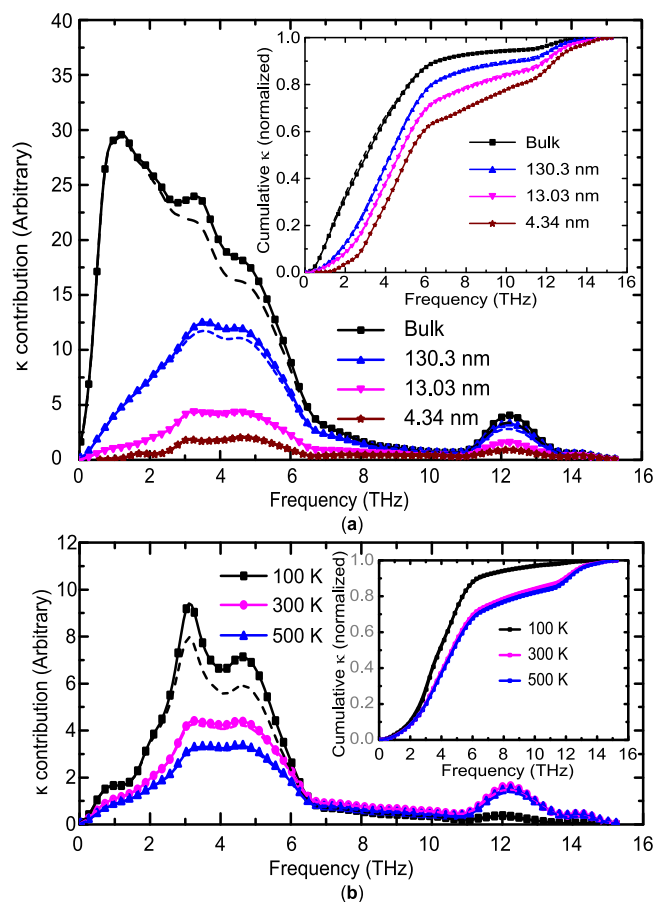 40
35
30
25
20
15
10
5
0
κ contribution (Arbitrary)
0 2 4 6 8 10 12 14 16
Frequency (THz)
1.0
0.8
0.6
0.4
0.2
0.0
Cumulative κ (normalized)
2 4 6 8 10 12 14 16
Frequency (THz)
Bulk
130.3 nm
13.03 nm
4.34 nm
Bulk
130.3 nm
13.03 nm
4.34 nm
(a)
12
10
8
6
4
2
0
κ contribution (Arbitrary)
0 2 4 6 8 10 12 14 16
Frequency (THz)
100 K
300 K
500 K
1.0
0.8
0.6
0.4
0.2
0.0
Cumulative κ (normalized)
0 2 4 6 8 10 12 14 16
Frequency (THz)
100 K
300 K
500 K
(b)